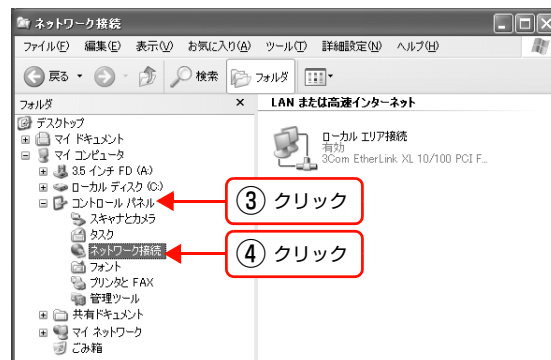 ネットワーク接続
ファイル(F) 編集(E) 表示(V) お気に入り(A) ツール(T) 詳細設定(N) ヘルプ(H)
戻る 検索 フォルダ
フォルダ × LAN または高速インターネット
デスクトップ
マイ ドキュメント
マイ コンピュータ
3.5 インチ FD (A:)
ローカル ディスク (C:)
コントロール パネル
スキャナとカメラ
タスク
ネットワーク接続
フォント
プリンタと FAX
管理ツール
共有ドキュメント
マイ ネットワーク
ごみ箱
ローカル エリア接続
有効
3Com EtherLink XL 10/100 PCI F...
③ クリック
④ クリック